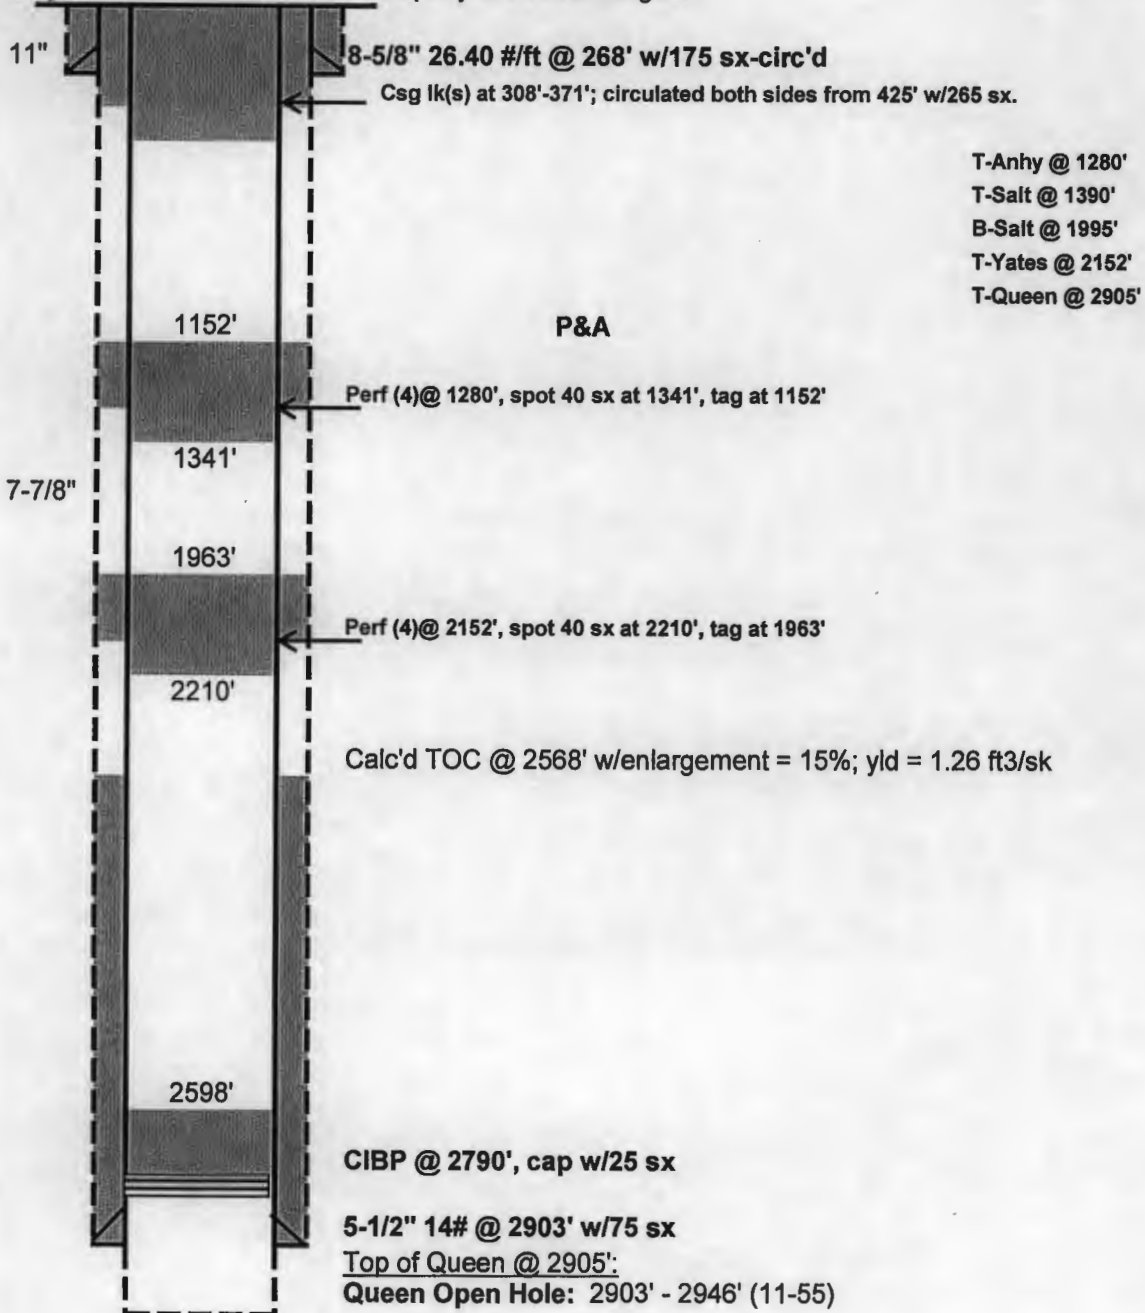 11"
8-5/8" 26.40 #/ft @ 268' w/175 sx-circ'd
Csg lk(s) at 308'-371'; circulated both sides from 425' w/265 sx.
T-Anhy @ 1280'
T-Salt @ 1390'
B-Salt @ 1995'
T-Yates @ 2152'
T-Queen @ 2905'
1152'
P&A
Perf (4)@ 1280', spot 40 sx at 1341', tag at 1152'
1341'
7-7/8"
1963'
Perf (4)@ 2152', spot 40 sx at 2210', tag at 1963'
2210'
Calc'd TOC @ 2568' w/enlargement = 15%; yld = 1.26 ft3/sk
2598'
CIBP @ 2790', cap w/25 sx
5-1/2" 14# @ 2903' w/75 sx
Top of Queen @ 2905':
Queen Open Hole: 2903' - 2946' (11-55)